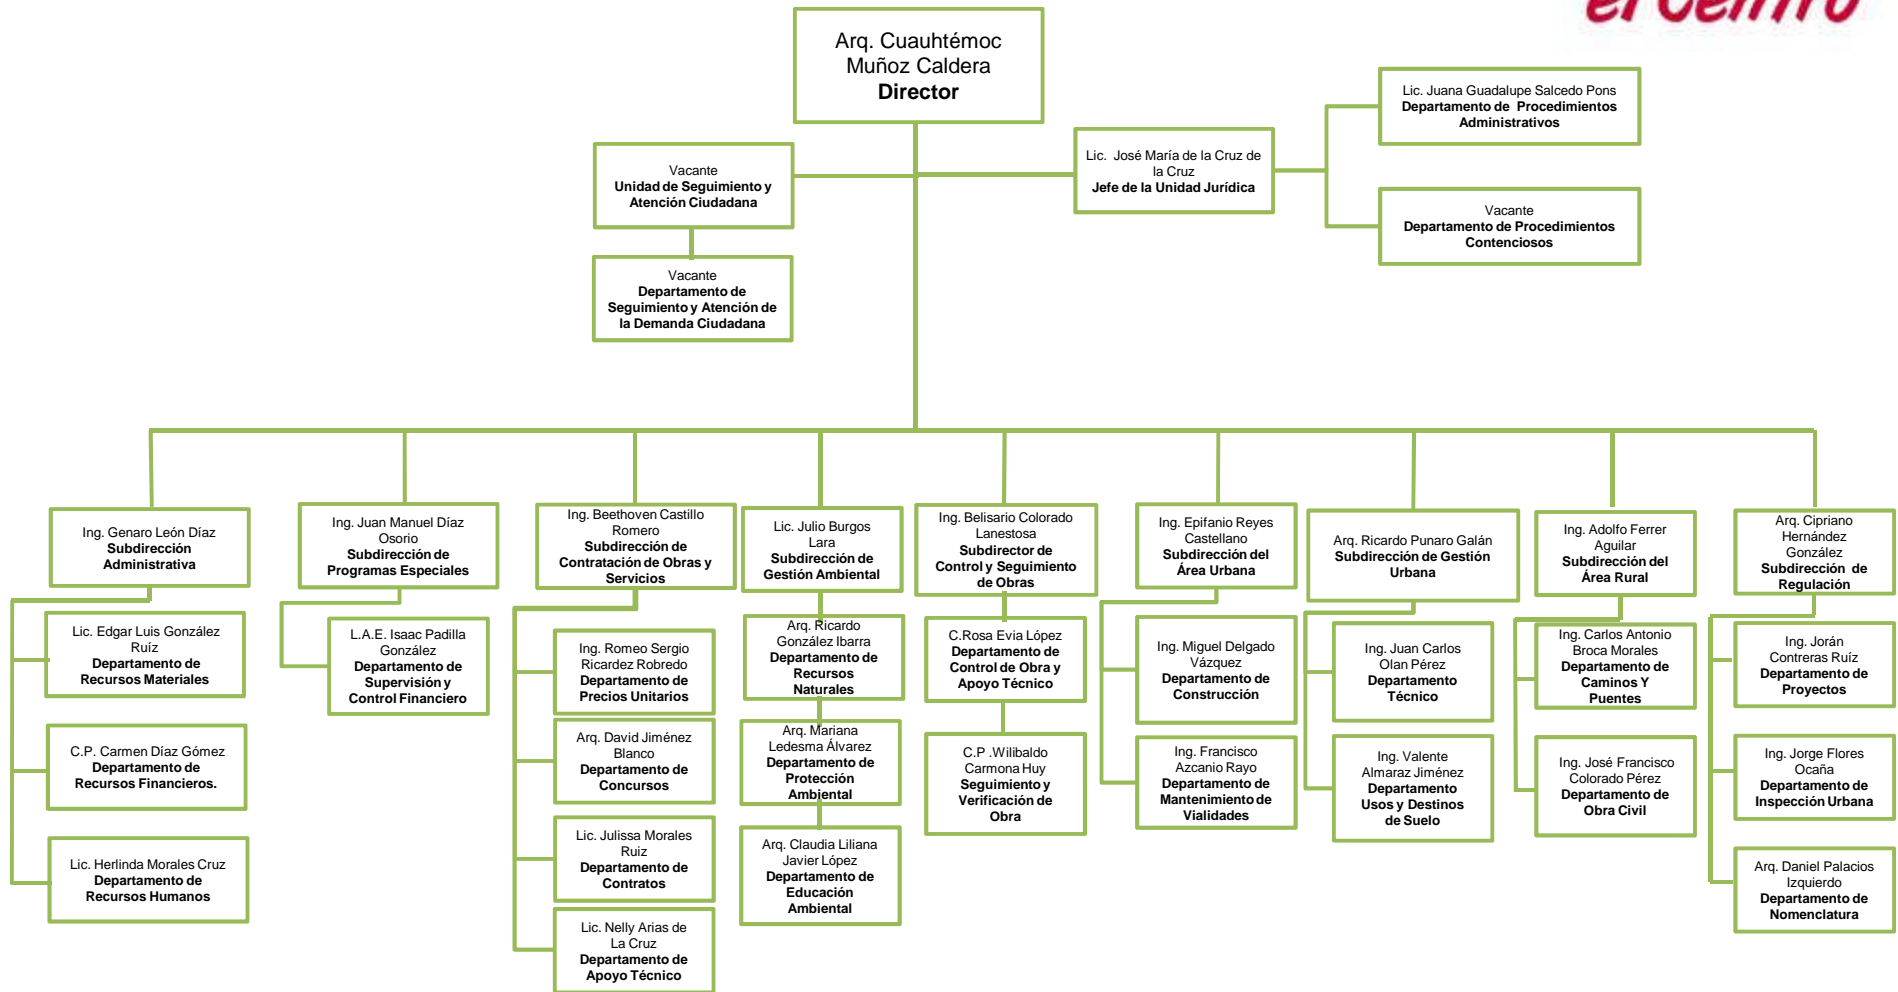 el Centro
Arq. Cuauhtémoc
Muñoz Caldera
Director
Lic. Juana Guadalupe Salcedo Pons
Departamento de Procedimientos
Administrativos
Lic. José María de la Cruz de
la Cruz
Jefe de la Unidad Jurídica
Vacante
Unidad de Seguimiento y
Atención Ciudadana
Vacante
Departamento de Procedimientos
Contenciosos
Vacante
Departamento de
Seguimiento y Atención de
la Demanda Ciudadana
Ing. Genaro León Díaz
Subdirección
Administrativa
Lic. Edgar Luis González
Ruíz
Departamento de
Recursos Materiales
C.P. Carmen Díaz Gómez
Departamento de
Recursos Financieros.
Lic. Herlinda Morales Cruz
Departamento de
Recursos Humanos
Ing. Juan Manuel Díaz
Osorio
Subdirección de
Programas Especiales
L.A.E. Isaac Padilla
González
Departamento de
Supervisión y
Control Financiero
Ing. Beethoven Castillo
Romero
Subdirección de
Contratación de Obras y
Servicios
Ing. Romeo Sergio
Ricardez Robredo
Departamento de
Precios Unitarios
Arq. David Jiménez
Blanco
Departamento de
Concursos
Lic. Julissa Morales
Ruiz
Departamento de
Contratos
Lic. Nelly Arias de
La Cruz
Departamento de
Apoyo Técnico
Lic. Julio Burgos
Lara
Subdirección de
Gestión Ambiental
Arq. Ricardo
González Ibarra
Departamento de
Recursos
Naturales
Arq. Mariana
Ledesma Álvarez
Departamento de
Protección
Ambiental
Arq. Claudia Liliana
Javier López
Departamento de
Educación
Ambiental
Ing. Belisario Colorado
Lanestosa
Subdirector de
Control y Seguimiento
de Obras
C.Rosa Evia López
Departamento de
Control de Obra y
Apoyo Técnico
C.P .Wilibaldo
Carmona Huy
Seguimiento y
Verificación de
Obra
Ing. Epifanio Reyes
Castellano
Subdirección del
Área Urbana
Ing. Miguel Delgado
Vázquez
Departamento de
Construcción
Ing. Francisco
Azcanio Rayo
Departamento de
Mantenimiento de
Vialidades
Arq. Ricardo Punaro Galán
Subdirección de Gestión
Urbana
Ing. Juan Carlos
Olan Pérez
Departamento
Técnico
Ing. Valente
Almaraz Jiménez
Departamento
Usos y Destinos
de Suelo
Ing. Adolfo Ferrer
Aguilar
Subdirección del
Área Rural
Ing. Carlos Antonio
Broca Morales
Departamento de
Caminos Y
Puentes
Ing. José Francisco
Colorado Pérez
Departamento de
Obra Civil
Arq. Cipriano
Hernández
González
Subdirección de
Regulación
Ing. Jorán
Contreras Ruíz
Departamento de
Proyectos
Ing. Jorge Flores
Ocaña
Departamento de
Inspección Urbana
Arq. Daniel Palacios
Izquierdo
Departamento de
Nomenclatura